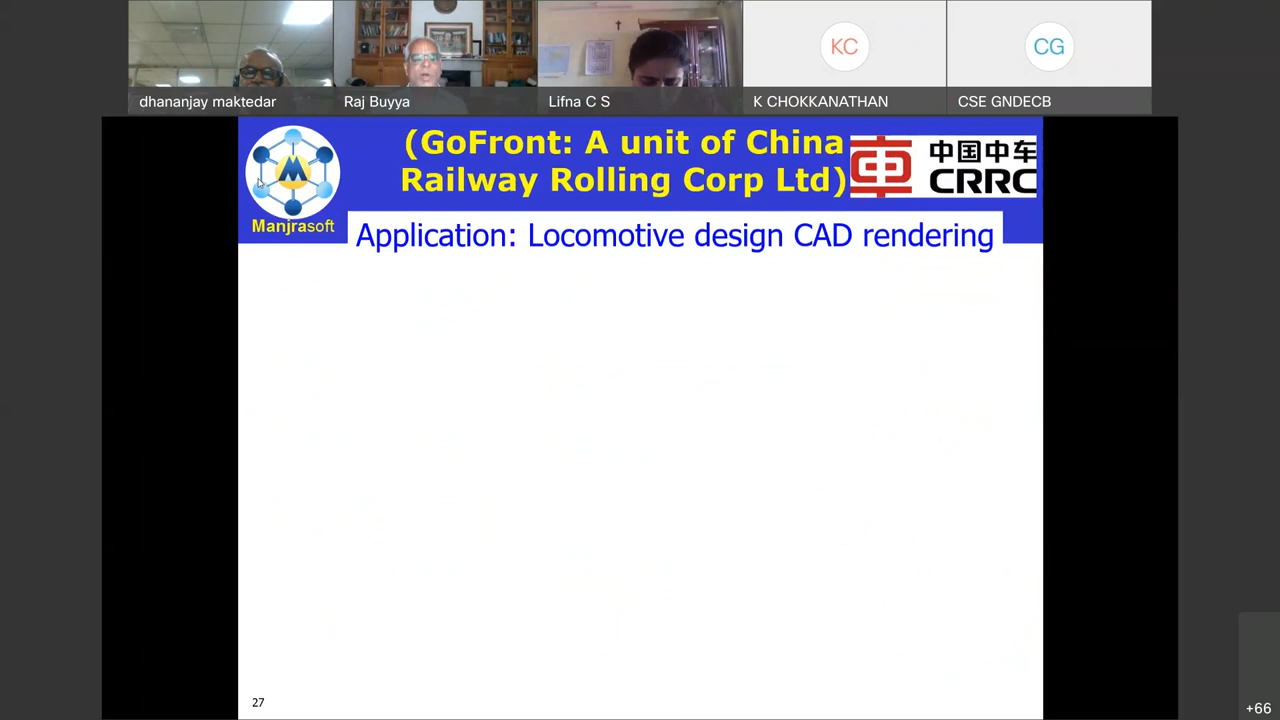 dhananjay maktedar
Raj Buyya
Lifna C S
KC
K CHOKKANATHAN
CG
CSE GNDECB
(GoFront: A unit of China
Railway Rolling Corp Ltd)
中国中车
CRRC
M
Manjrasoft
Application: Locomotive design CAD rendering
27
+66